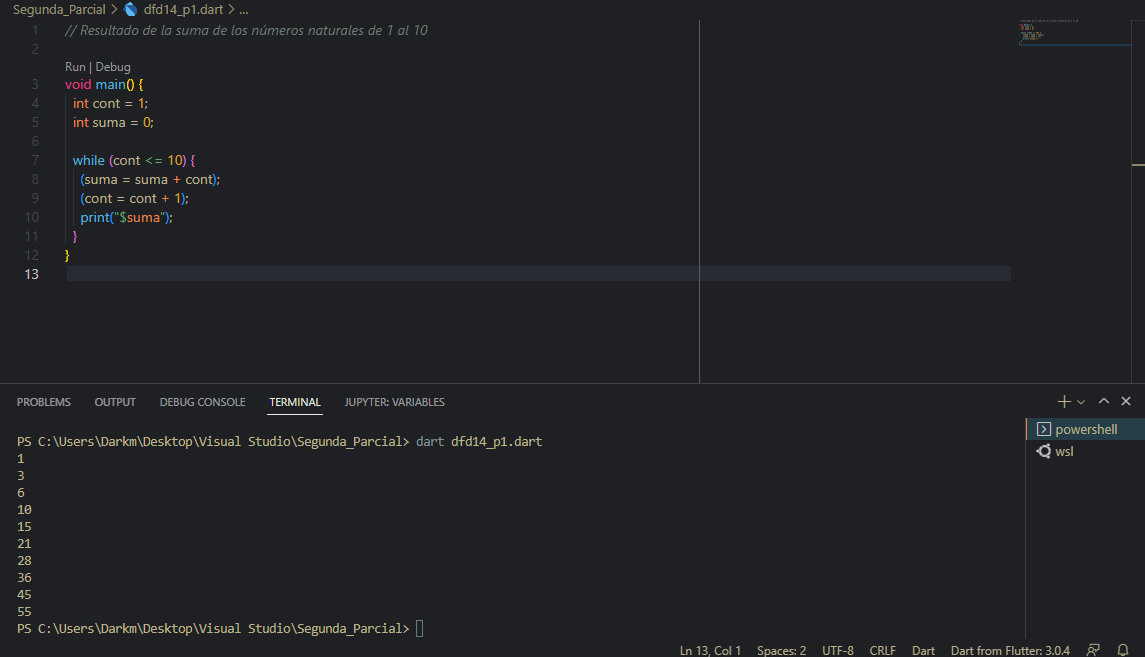 Segunda_Parcial > dfd14_p1.dart > ...
1 // Resultado de la suma de los números naturales de 1 al 10
2
Run | Debug
3 void main() {
4 int cont = 1;
5 int suma = 0;
6
7 while (cont <= 10) {
8 (suma = suma + cont);
9 (cont = cont + 1);
10 print("$suma");
11 }
12 }
13
PROBLEMS OUTPUT DEBUG CONSOLE TERMINAL JUPYTER: VARIABLES
PS C:\Users\Darkm\Desktop\Visual Studio\Segunda_Parcial> dart dfd14_p1.dart
1
3
6
10
15
21
28
36
45
55
PS C:\Users\Darkm\Desktop\Visual Studio\Segunda_Parcial>
powershell
wsl
Ln 13, Col 1 Spaces: 2 UTF-8 CRLF Dart Dart from Flutter: 3.0.4